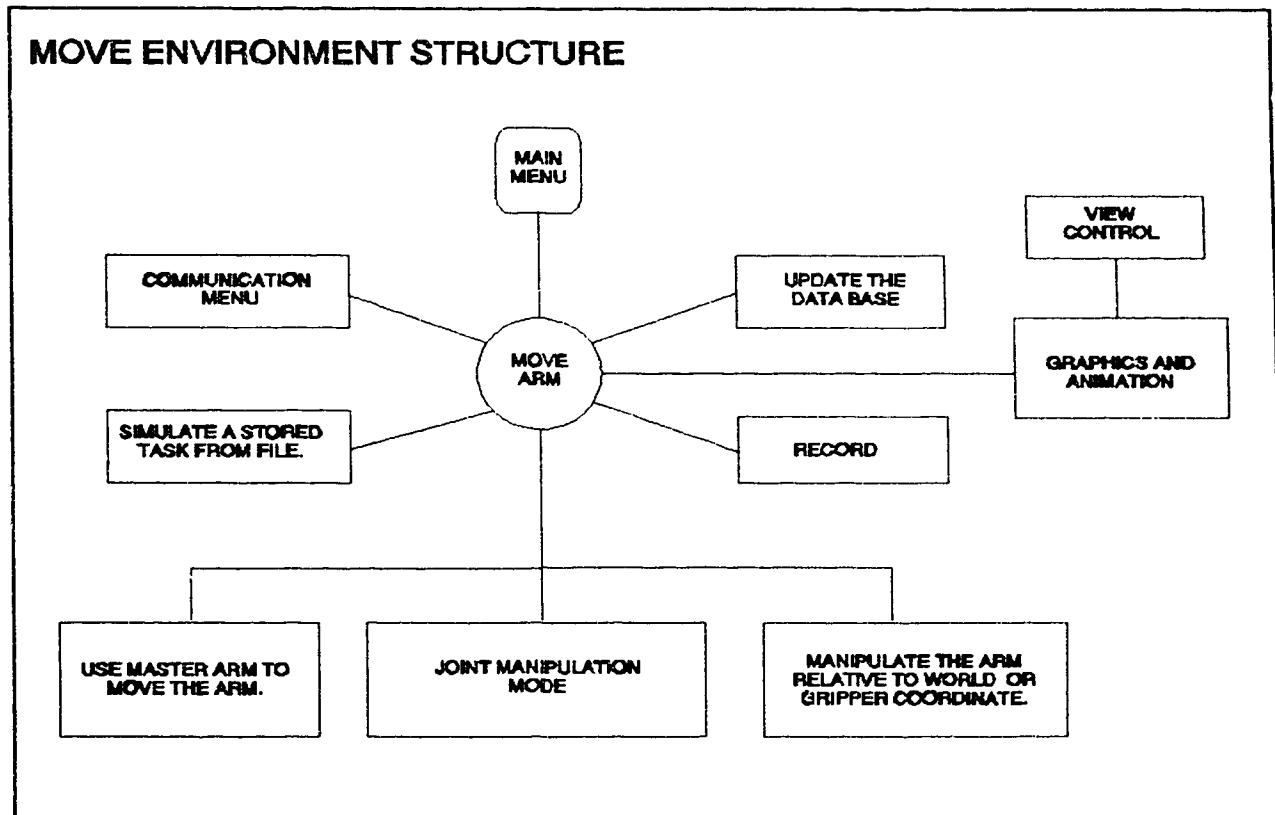 MOVE ENVIRONMENT STRUCTURE
MAIN
MENU
VIEW
CONTROL
COMMUNICATION
MENU
UPDATE THE
DATA BASE
MOVE
ARM
GRAPHICS AND
ANIMATION
SIMULATE A STORED
TASK FROM FILE.
RECORD
USE MASTER ARM TO
MOVE THE ARM.
JOINT MANIPULATION
MODE
MANIPULATE THE ARM
RELATIVE TO WORLD OR
GRIPPER COORDINATE.